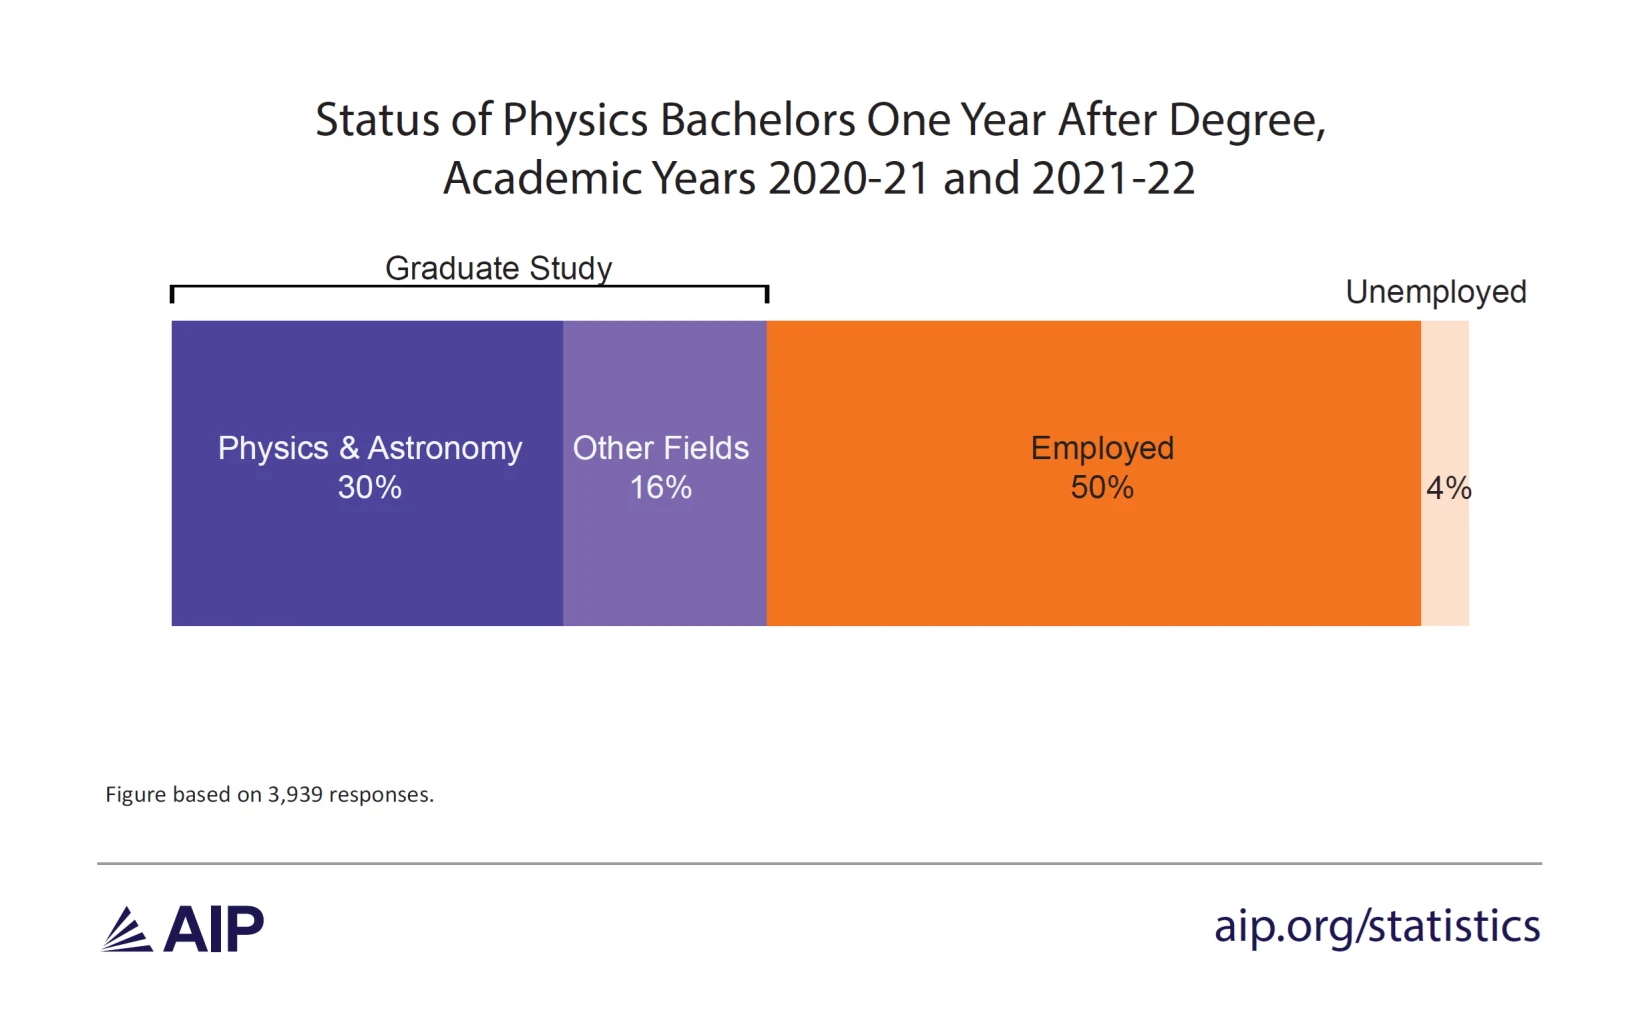 Status of Physics Bachelors One Year After Degree,
Academic Years 2020-21 and 2021-22
Graduate Study
Unemployed
Physics & Astronomy
30%
Other Fields
16%
Employed
50%
4%
Figure based on 3,939 responses.
AIP
aip.org/statistics